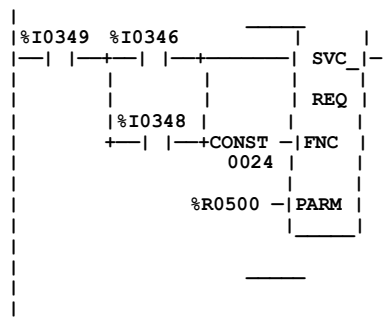 %I0349 %I0346
SVC_
REQ
%I0348
CONST FNC
0024
%R0500 PARM